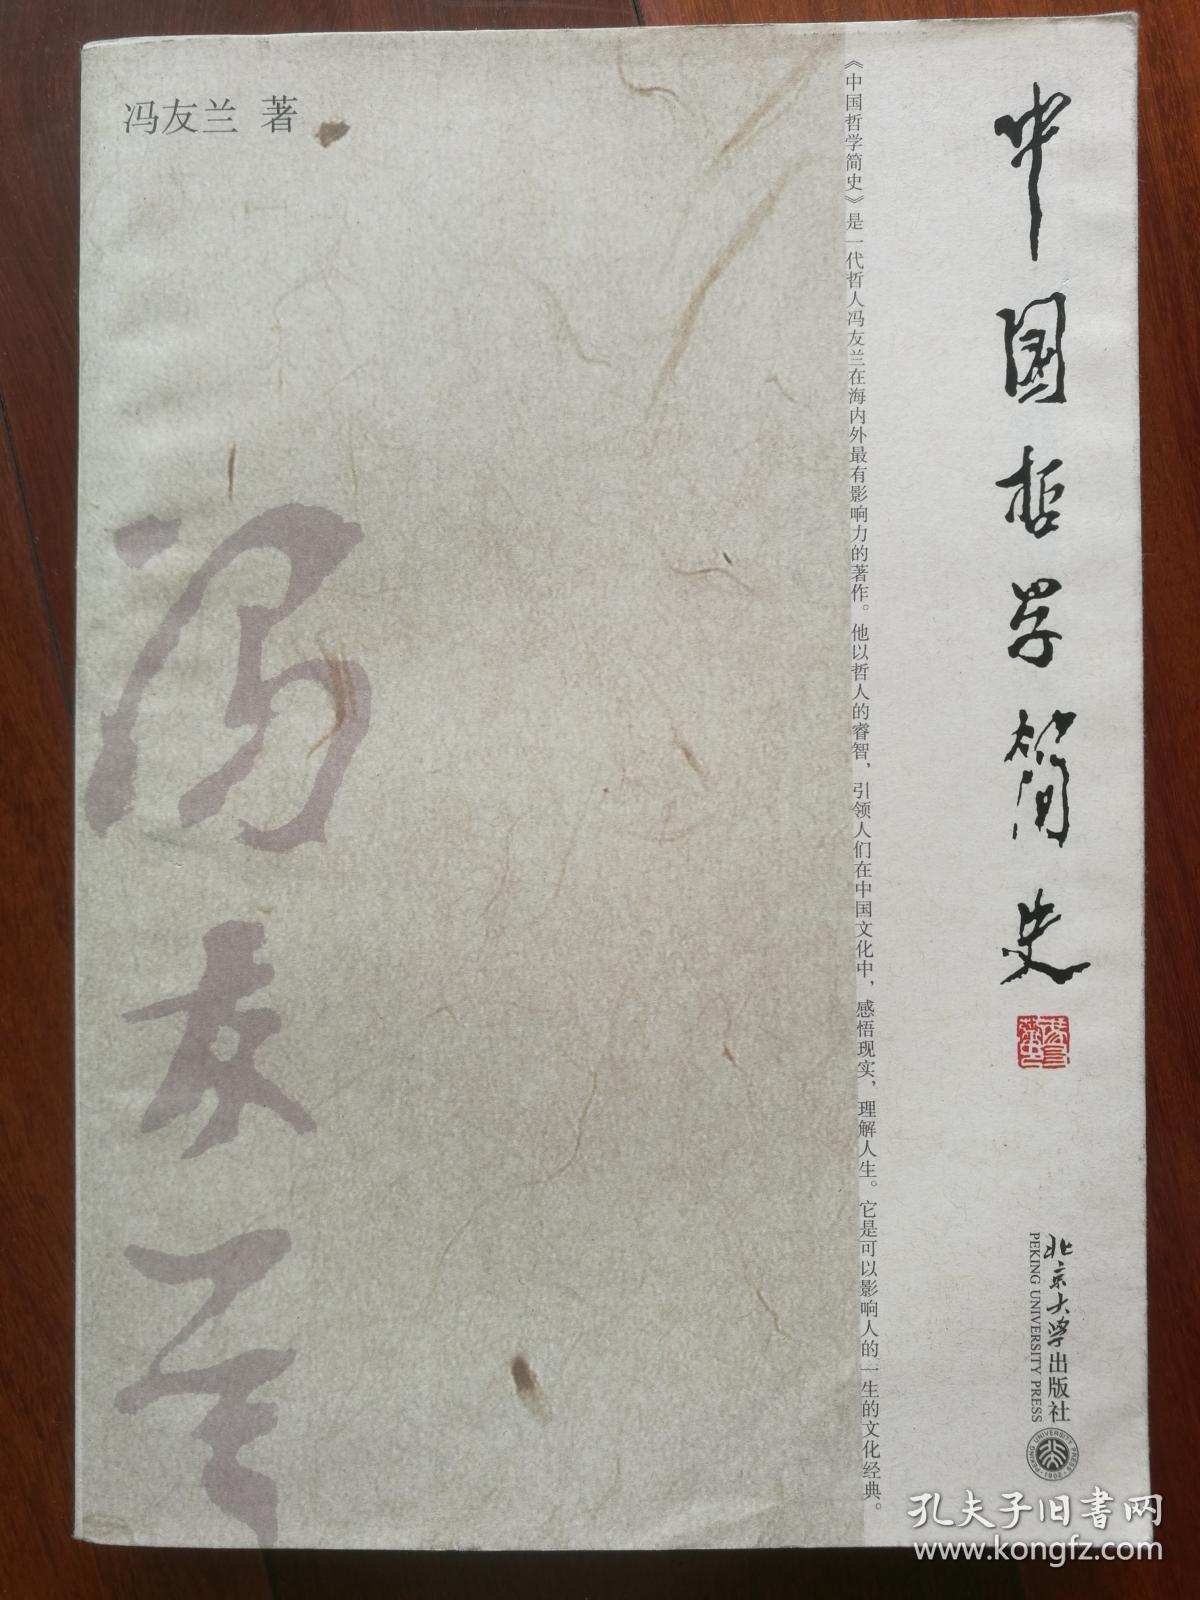 冯友兰 著
中国哲学简史
《中国哲学简史》是一代哲人冯友兰在海内外最有影响力的著作。他以哲人的睿智，引领人们在中国文化中，感悟现实，理解人生。它是可以影响人的一生的文化经典。
冯友兰
北京大学出版社
PEKING UNIVERSITY PRESS
PEKING UNIVERSITY PRESS
·1902·
孔夫子旧书网
www.kongfz.com